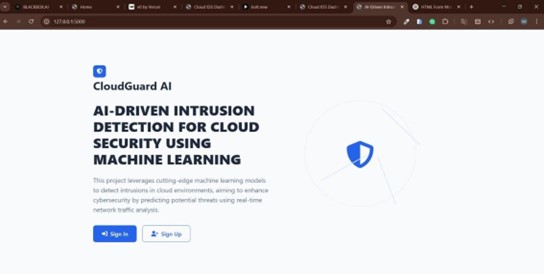 BLACKBOX.AI
Home
v0 by Vercel
Cloud IDS Dash
bolt.new
Cloud IDS Dash
AI-Driven Intrus
HTML Form Mi
127.0.0.1:5000
CloudGuard AI
AI-DRIVEN INTRUSION
DETECTION FOR CLOUD
SECURITY USING
MACHINE LEARNING
This project leverages cutting-edge machine learning models
to detect intrusions in cloud environments, aiming to enhance
cybersecurity by predicting potential threats using real-time
network traffic analysis.
Sign In
Sign Up